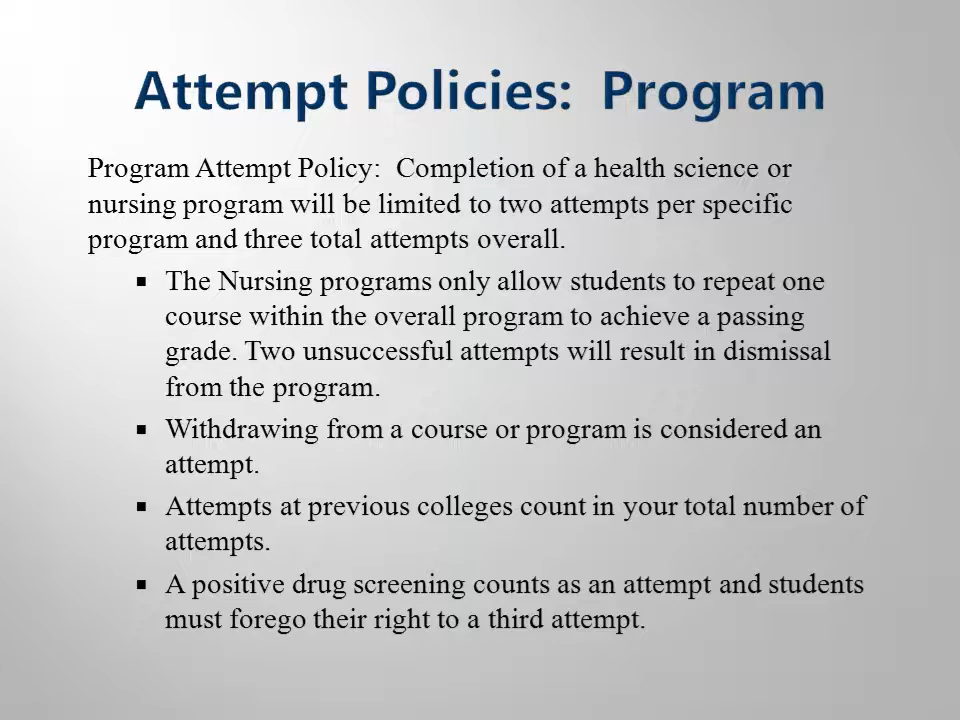 Attempt Policies:  Program
Program Attempt Policy:  Completion of a health science or
nursing program will be limited to two attempts per specific
program and three total attempts overall.
▪ The Nursing programs only allow students to repeat one
course within the overall program to achieve a passing
grade. Two unsuccessful attempts will result in dismissal
from the program.
▪ Withdrawing from a course or program is considered an
attempt.
▪ Attempts at previous colleges count in your total number of
attempts.
▪ A positive drug screening counts as an attempt and students
must forego their right to a third attempt.